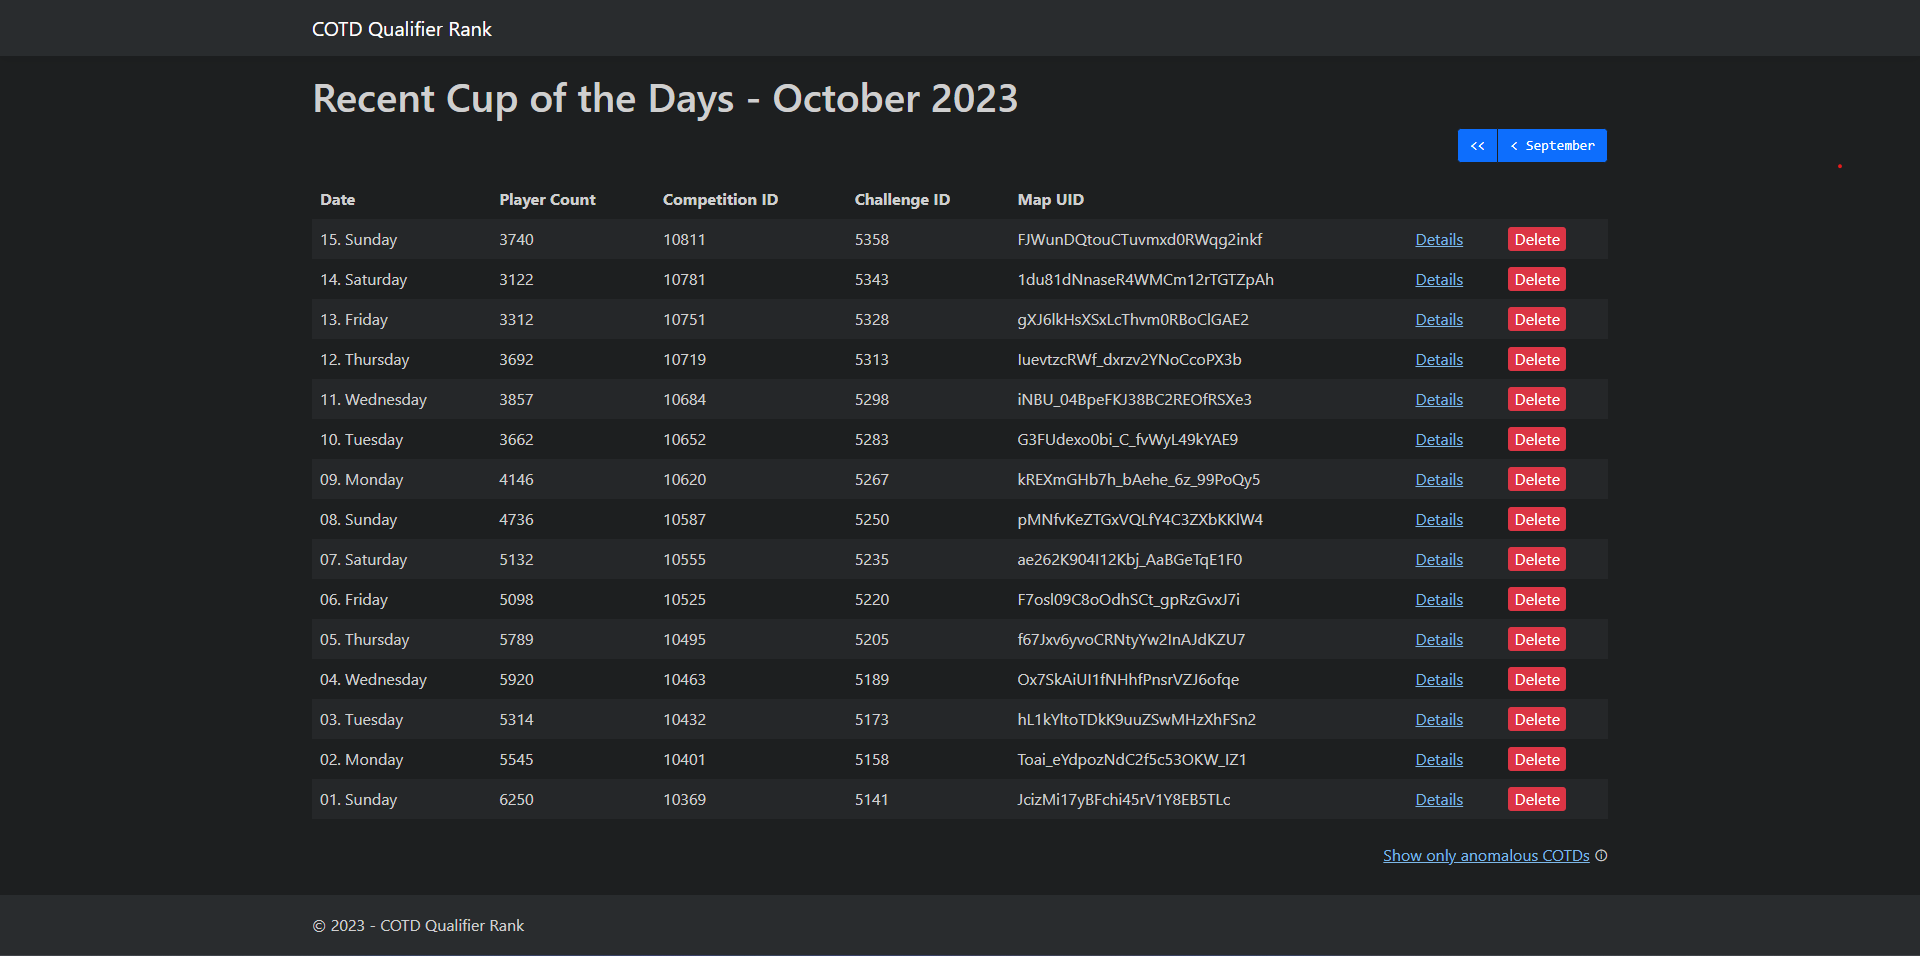 COTD Qualifier Rank
Recent Cup of the Days - October 2023
<< < September
Date Player Count Competition ID Challenge ID Map UID
15. Sunday 3740 10811 5358 FJWunDQtouCTuvmxd0RWqg2inkf Details Delete
14. Saturday 3122 10781 5343 1du81dNnaseR4WMCm12rTGTZpAh Details Delete
13. Friday 3312 10751 5328 gXJ6lkHsXSxLcThvm0RBoClGAE2 Details Delete
12. Thursday 3692 10719 5313 IuevtzcRWf_dxrzv2YNoCcoPX3b Details Delete
11. Wednesday 3857 10684 5298 iNBU_04BpeFKJ38BC2REOfRSXe3 Details Delete
10. Tuesday 3662 10652 5283 G3FUdexo0bi_C_fvWyL49kYAE9 Details Delete
09. Monday 4146 10620 5267 kREXmGHb7h_bAehe_6z_99PoQy5 Details Delete
08. Sunday 4736 10587 5250 pMNfvKeZTGxVQLfY4C3ZXbKKlW4 Details Delete
07. Saturday 5132 10555 5235 ae262K904I12Kbj_AaBGeTqE1F0 Details Delete
06. Friday 5098 10525 5220 F7osl09C8oOdhSCt_gpRzGvxJ7i Details Delete
05. Thursday 5789 10495 5205 f67Jxv6yvoCRNtyYw2InAJdKZU7 Details Delete
04. Wednesday 5920 10463 5189 Ox7SkAiUI1fNHhfPnsrVZJ6ofqe Details Delete
03. Tuesday 5314 10432 5173 hL1kYltoTDkK9uuZSwMHzXhFSn2 Details Delete
02. Monday 5545 10401 5158 Toai_eYdpozNdC2f5c53OKW_IZ1 Details Delete
01. Sunday 6250 10369 5141 JcizMi17yBFchi45rV1Y8EB5TLc Details Delete
Show only anomalous COTDs
© 2023 - COTD Qualifier Rank